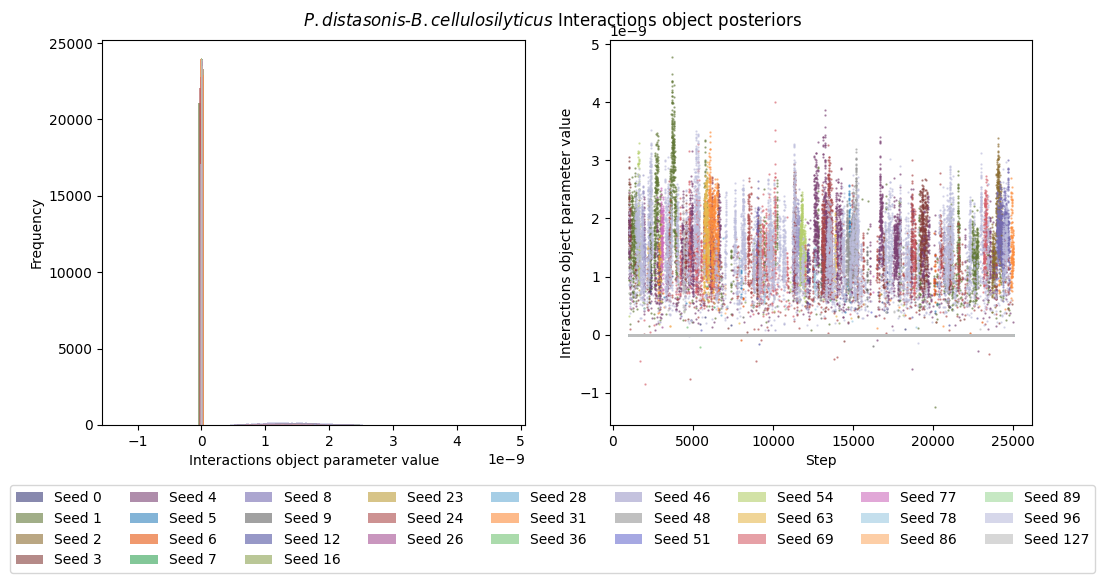 P.distasonis-B.cellulosilyticus Interactions object posteriors
25000
20000
15000
10000
5000
0
Frequency
−1 0 1 2 3 4 5
1e−9
Interactions object parameter value
1e−9
5
4
3
2
1
0
−1
Interactions object parameter value
0 5000 10000 15000 20000 25000
Step
Seed 0 Seed 4 Seed 8 Seed 23 Seed 28 Seed 46 Seed 54 Seed 77 Seed 89
Seed 1 Seed 5 Seed 9 Seed 24 Seed 31 Seed 48 Seed 63 Seed 78 Seed 96
Seed 2 Seed 6 Seed 12 Seed 26 Seed 36 Seed 51 Seed 69 Seed 86 Seed 127
Seed 3 Seed 7 Seed 16